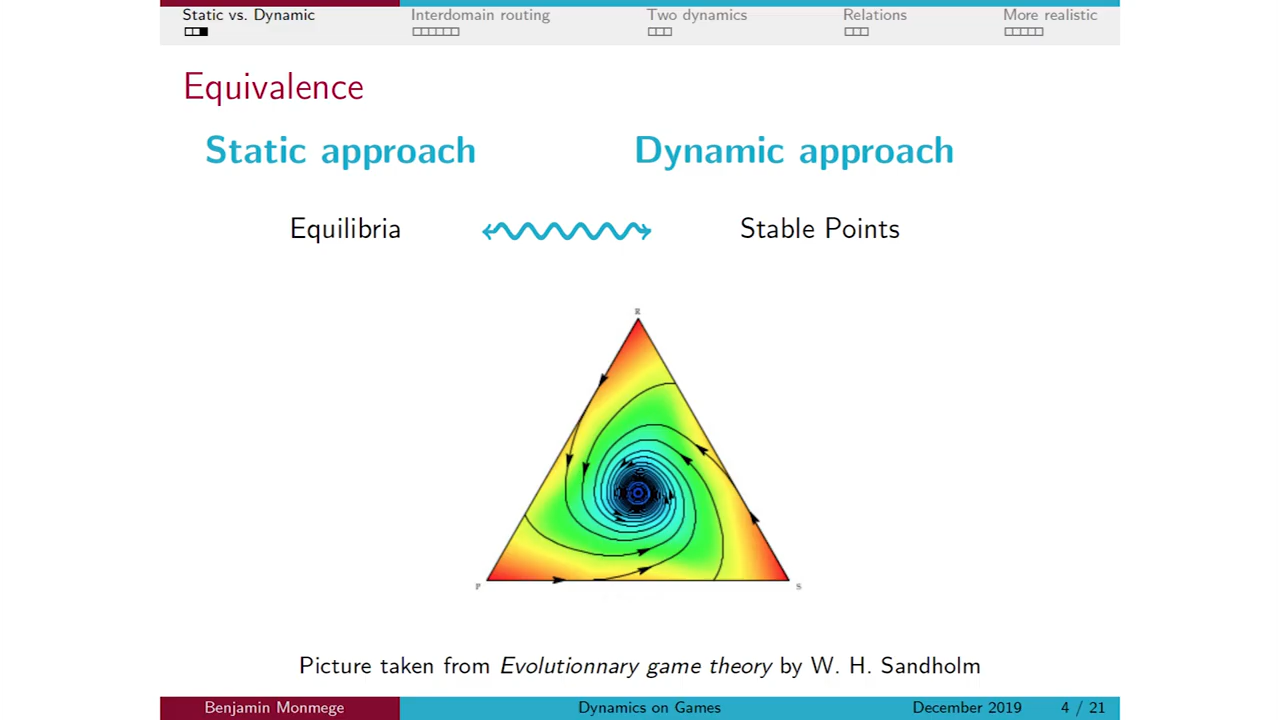 Static vs. Dynamic Interdomain routing Two dynamics Relations More realistic
Equivalence
Static approach Dynamic approach
Equilibria Stable Points
R
P S
Picture taken from Evolutionnary game theory by W. H. Sandholm
Benjamin Monmege Dynamics on Games December 2019 4 / 21